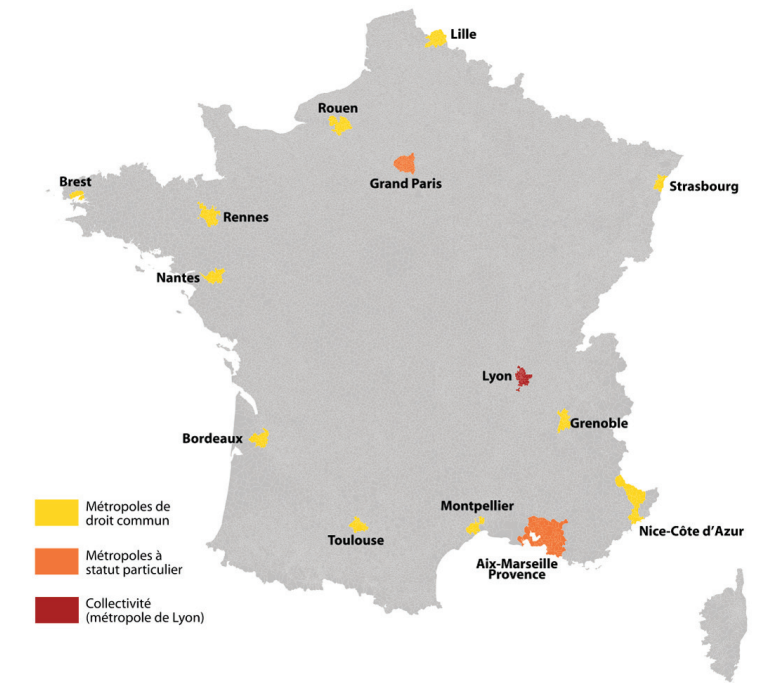 Lille
Rouen
Grand Paris
Brest
Strasbourg
Rennes
Nantes
Lyon
Grenoble
Bordeaux
Montpellier
Toulouse
Nice-Côte d'Azur
Aix-Marseille
Provence
Métropoles de
droit commun
Métropoles à
statut particulier
Collectivité
(métropole de Lyon)